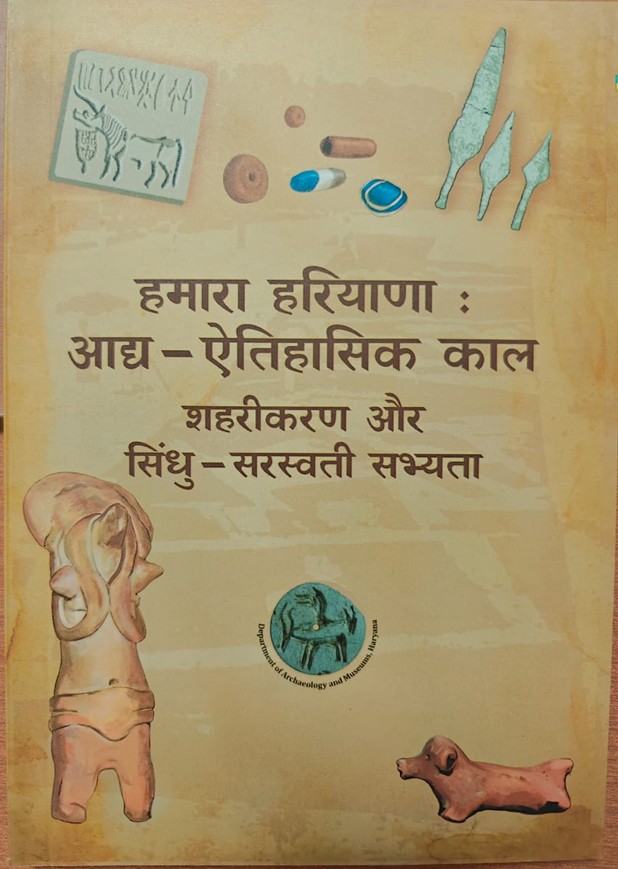 हमारा हरियाणा :
आद्य – ऐतिहासिक काल
शहरीकरण और
सिंधु – सरस्वती सभ्यता
Department of Archaeology and Museums, Haryana